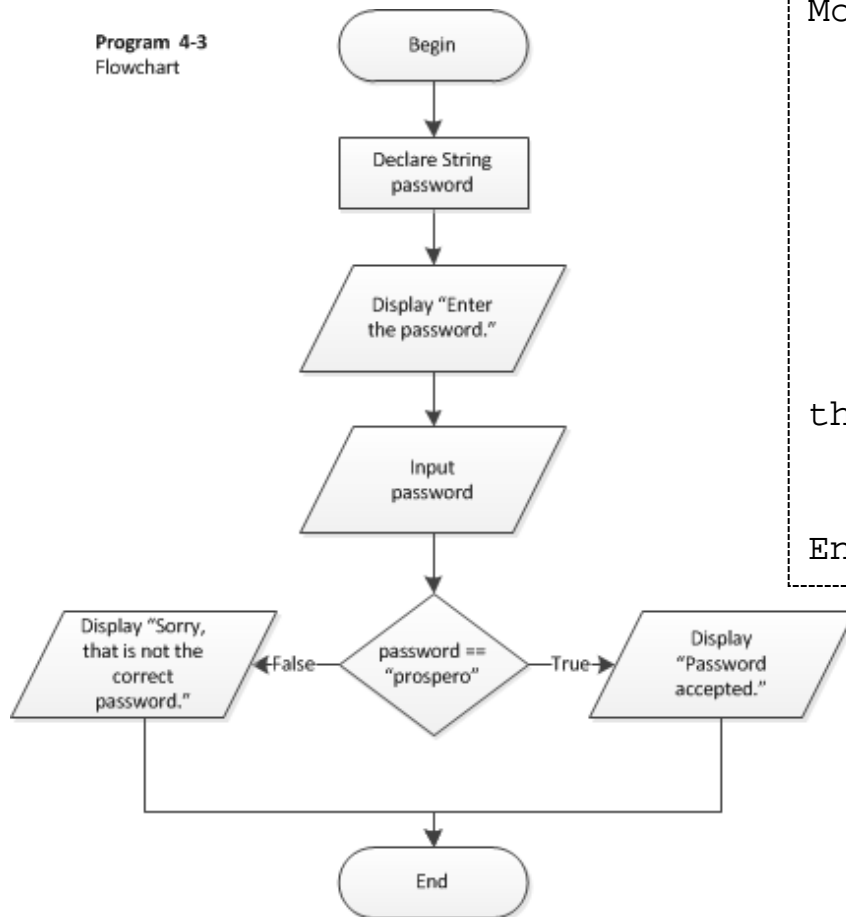 Program 4-3
Flowchart
Begin
Declare String
password
Display “Enter
the password.”
Input
password
password ==
“prospero”
False
True
Display “Sorry,
that is not the
correct
password.”
Display
“Password
accepted.”
End